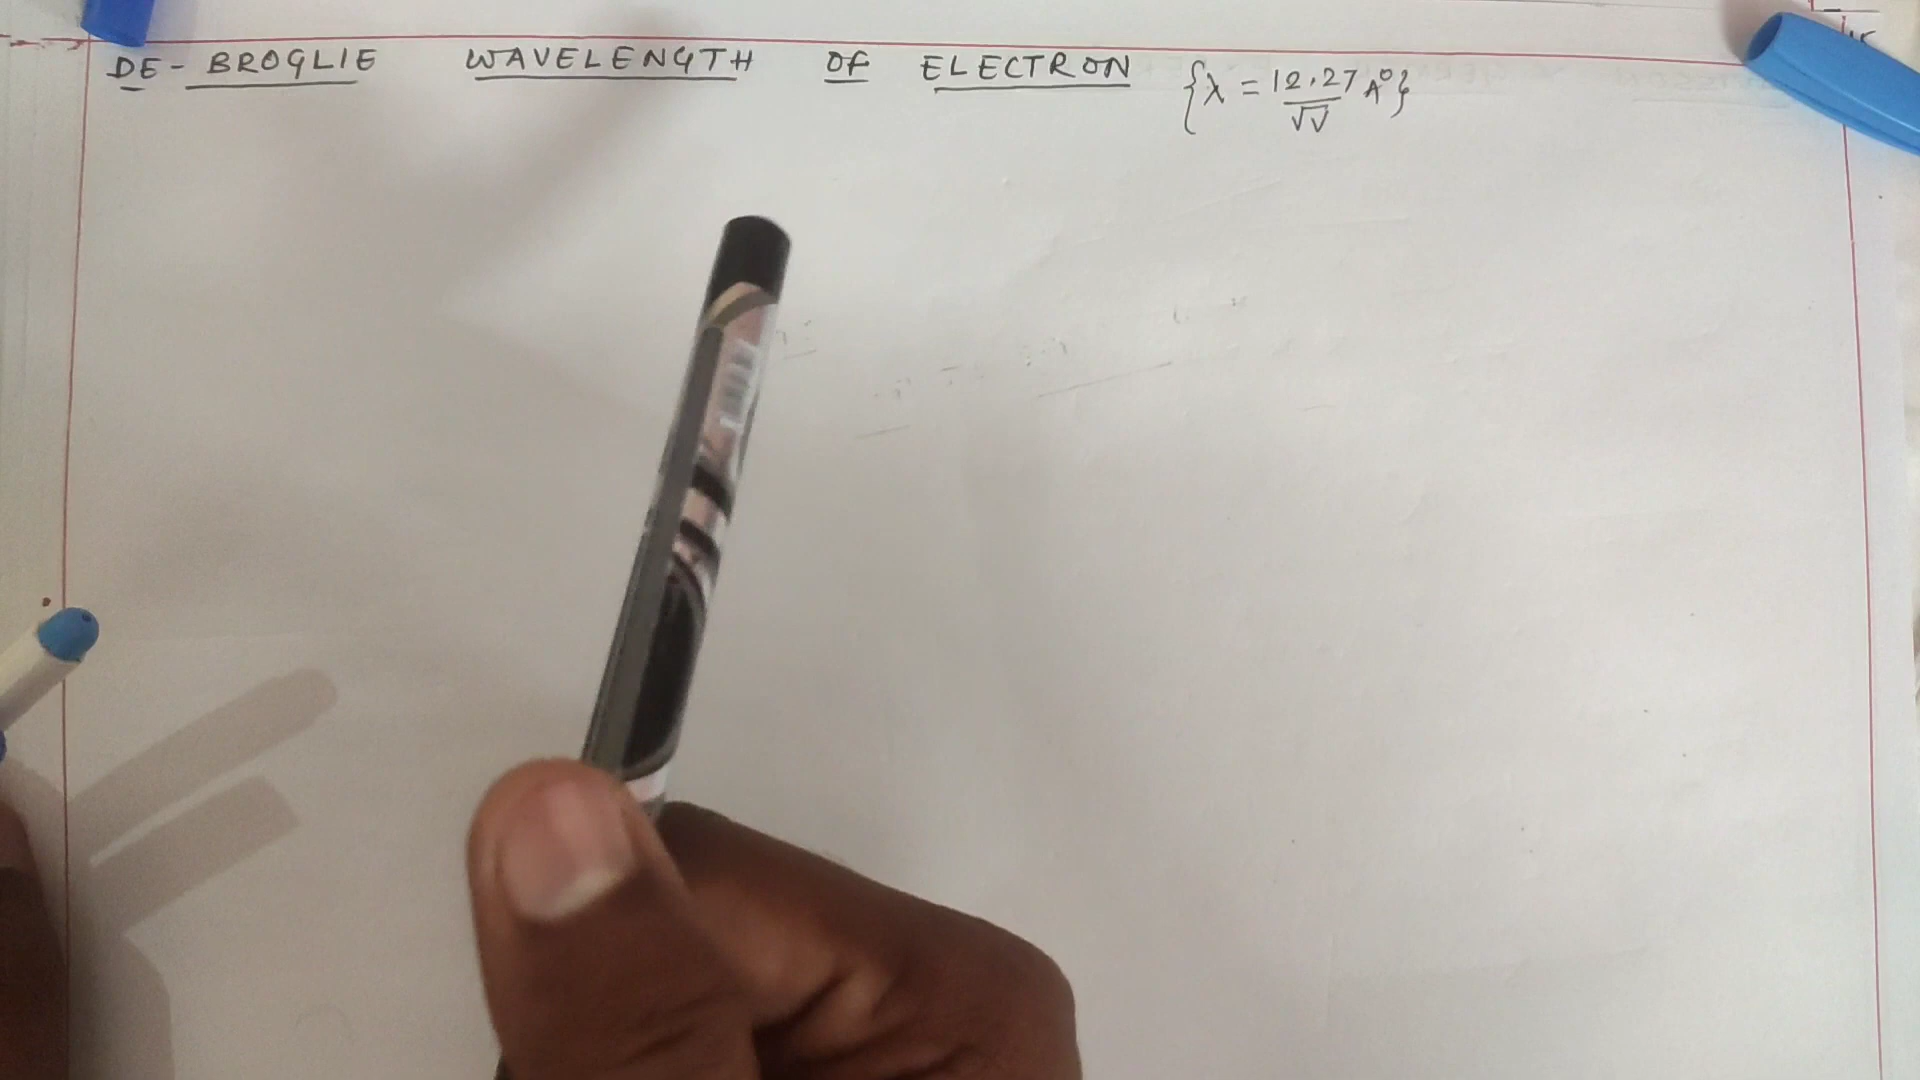 DE-BROGLIE WAVELENGTH OF ELECTRON {λ = 12.27/√V A°}